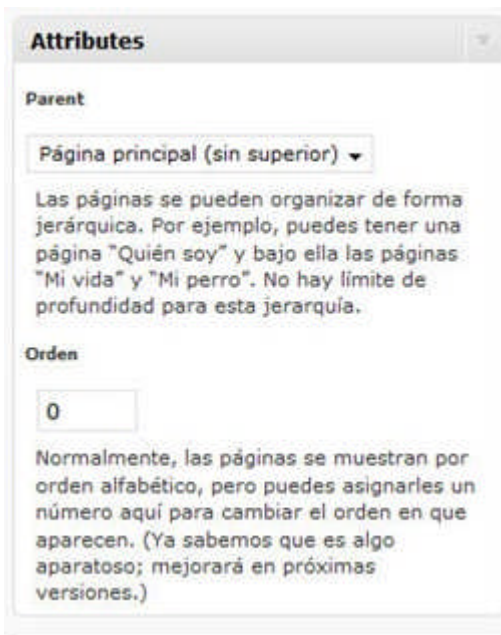 Attributes
Parent
Página principal (sin superior)
Las páginas se pueden organizar de forma
jerárquica. Por ejemplo, puedes tener una
página “Quién soy” y bajo ella las páginas
“Mi vida” y “Mi perro”. No hay límite de
profundidad para esta jerarquía.
Orden
0
Normalmente, las páginas se muestran por
orden alfabético, pero puedes asignarles un
número aquí para cambiar el orden en que
aparecen. (Ya sabemos que es algo
aparatoso; mejorará en próximas
versiones.)